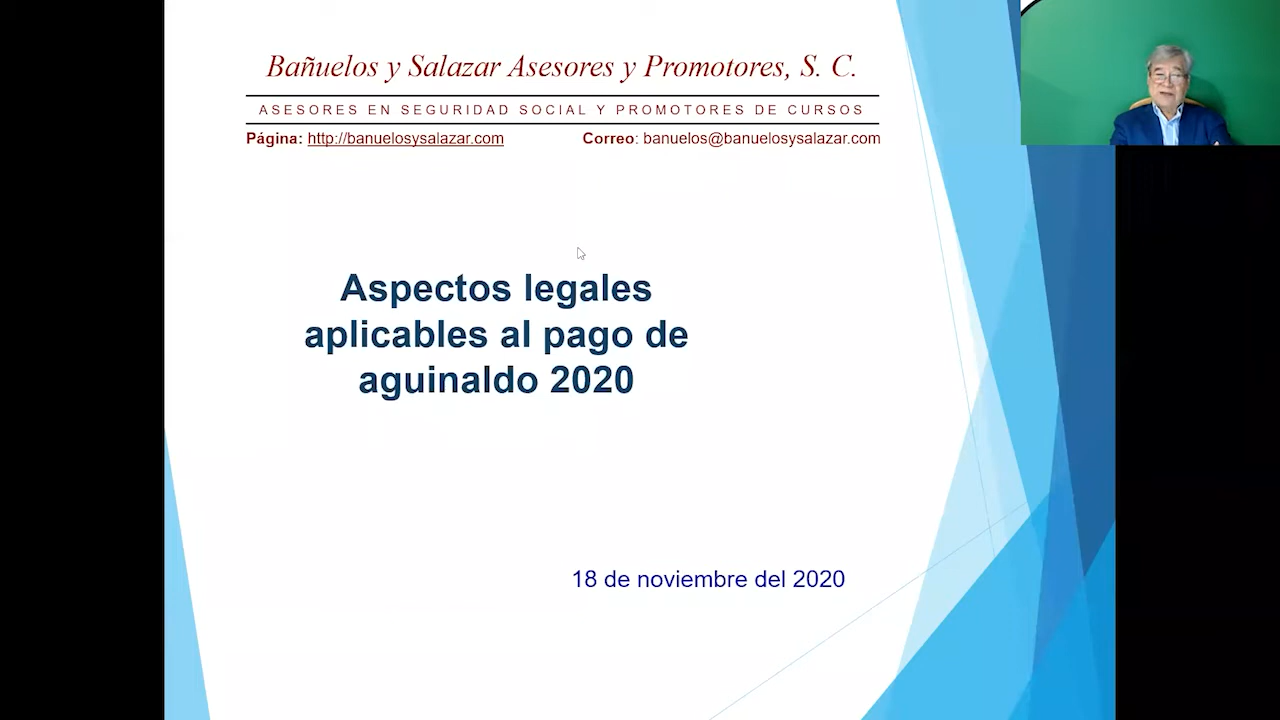 Bañuelos y Salazar Asesores y Promotores, S. C.
ASESORES EN SEGURIDAD SOCIAL Y PROMOTORES DE CURSOS
Página: http://banuelosysalazar.com Correo: banuelos@banuelosysalazar.com
Aspectos legales
aplicables al pago de
aguinaldo 2020
18 de noviembre del 2020